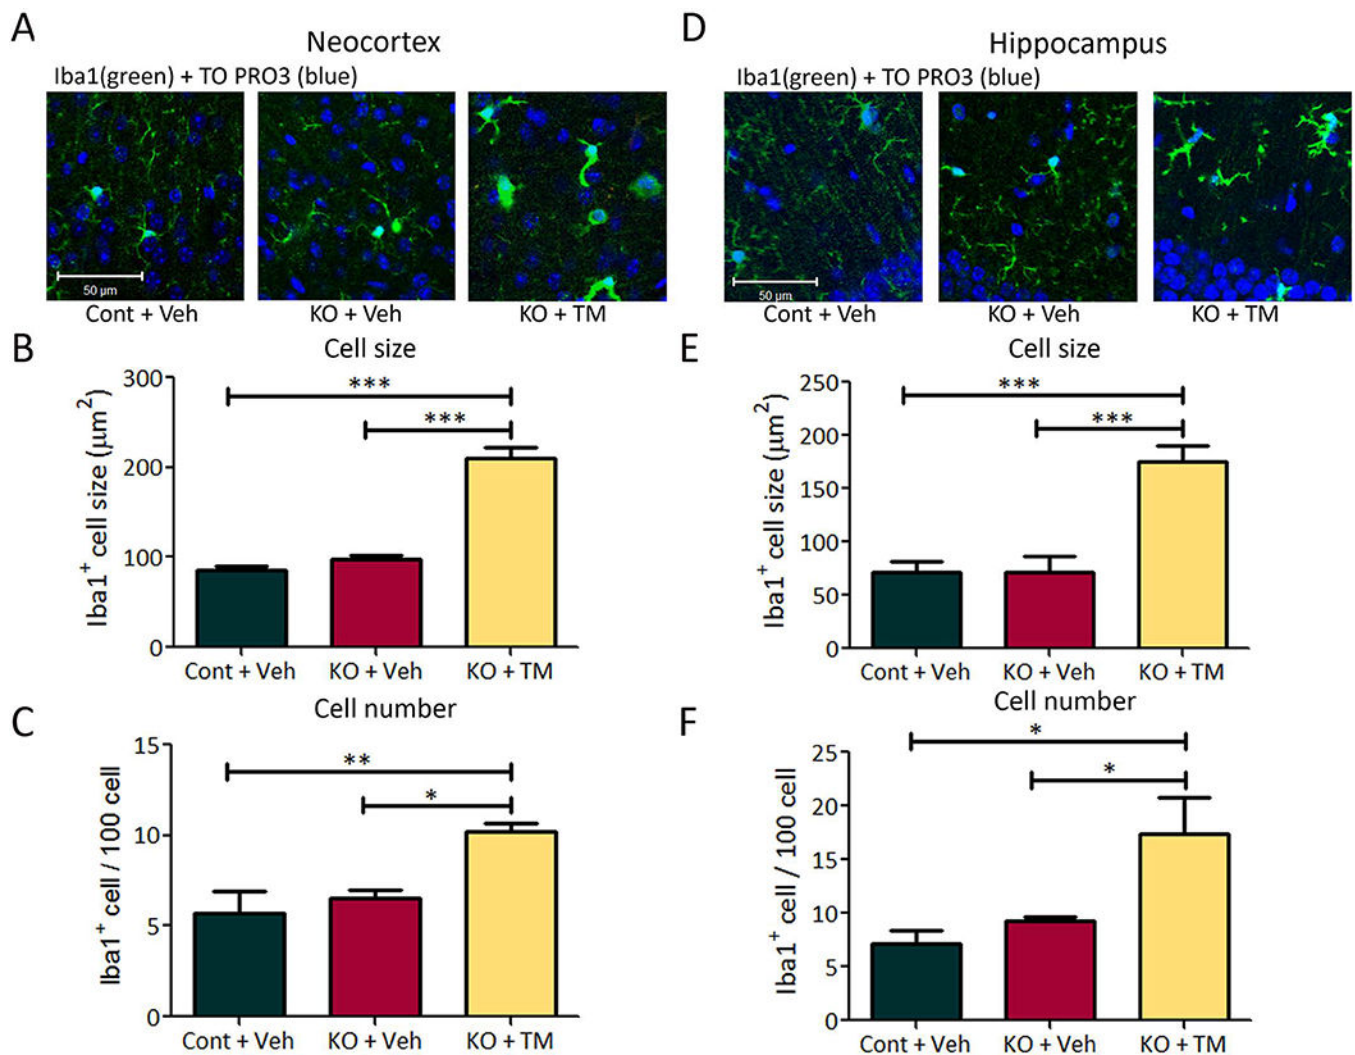 A
Neocortex
Iba1(green) + TO PRO3 (blue)
50 µm
Cont + Veh
KO + Veh
KO + TM
B
Cell size
Iba1+ cell size (µm2)
300
200
100
0
***
***
Cont + Veh
KO + Veh
KO + TM
C
Cell number
Iba1+ cell / 100 cell
15
10
5
0
**
*
Cont + Veh
KO + Veh
KO + TM
D
Hippocampus
Iba1(green) + TO PRO3 (blue)
50 µm
Cont + Veh
KO + Veh
KO + TM
E
Cell size
Iba1+ cell size (µm2)
250
200
150
100
50
0
***
***
Cont + Veh
KO + Veh
KO + TM
F
Cell number
Iba1+ cell / 100 cell
25
20
15
10
5
0
*
*
Cont + Veh
KO + Veh
KO + TM